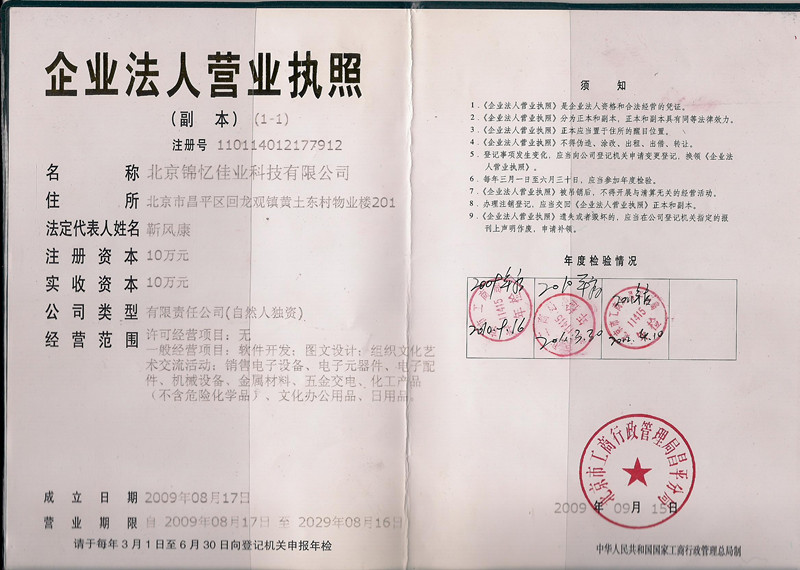 企业法人营业执照
（副 本）(1-1)
注册号 110114012177912
名 称 北京锦忆佳业科技有限公司
住 所 北京市昌平区回龙观镇黄土东村物业楼201
法定代表人姓名 靳风康
注 册 资 本 10万元
实 收 资 本 10万元
公 司 类 型 有限责任公司(自然人独资)
经 营 范 围 许可经营项目：无
一般经营项目：软件开发；图文设计；组织文化艺
术交流活动；销售电子设备、电子元器件、电子配
件、机械设备、金属材料、五金交电、化工产品
（不含危险化学品）、文化办公用品、日用品。
成 立 日 期 2009年08月17日
营 业 期 限 自 2009年08月17日 至 2029年08月16日
请于每年3月1日至6月30日向登记机关申报年检
须 知
1．《企业法人营业执照》是企业法人资格和合法经营的凭证。
2．《企业法人营业执照》分为正本和副本，正本和副本具有同等法律效力。
3．《企业法人营业执照》正本应当置于住所的醒目位置。
4．《企业法人营业执照》不得伪造、涂改、出租、出借、转让。
5．登记事项发生变化，应当向公司登记机关申请变更登记，换领《企业法
人营业执照》。
6．每年三月一日至六月三十日，应当参加年度检验。
7．《企业法人营业执照》被吊销后，不得开展与清算无关的经营活动。
8．办理注销登记，应当交回《企业法人营业执照》正本和副本。
9．《企业法人营业执照》遗失或者毁坏的，应当在公司登记机关指定的报
刊上声明作废，申请补领。
年度检验情况
北京市工商行政管理局昌平分局
2009 年 09月 15日
中华人民共和国国家工商行政管理总局制